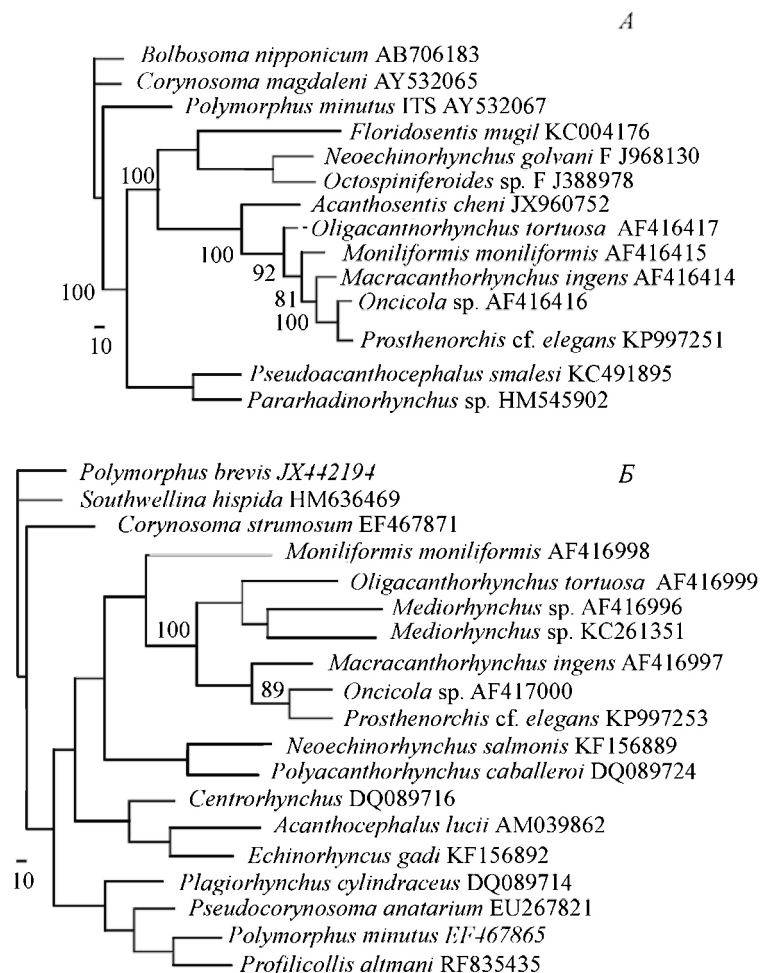 А
Bolbosoma nipponicum AB706183
Corynosoma magdaleni AY532065
Polymorphus minutus ITS AY532067
Floridosentis mugil KC004176
Neoechinorhynchus golvani F J968130
100
Octospiniferoides sp. F J388978
Acanthosentis cheni JX960752
Oligacantnorhynchus tortuosa AF416417
100
Moniliformis moniliformis AF416415
92
Macracanthorhynchus ingens AF416414
100
81
Oncicola sp. AF416416
100
10
Prosthenorchis cf. elegans KP997251
Pseudoacanthocephalus smalesi KC491895
Pararhadinorhynchus sp. HM545902
Polymorphus brevis JX442194
Б
Southwellina hispida HM636469
Corynosoma strumosum EF467871
Moniliformis moniliformis AF416998
Oligacanthorhynchus tortuosa AF416999
Mediorhynchus sp. AF416996
100
Mediorhynchus sp. KC261351
Macracanthorhynchus ingens AF416997
89
Oncicola sp. AF417000
Prosthenorchis cf. elegans KP997253
Neoechinorhynchus salmonis KF156889
Polyacanthorhynchus caballeroi DQ089724
Centrorhynchus DQ089716
Acanthocephalus lucii AM039862
Echinorhyncus gadi KF156892
10
Plagiorhynchus cylindraceus DQ089714
Pseudocorynosoma anatarium EU267821
Polymorphus minutus EF467865
Profilicollis altmani RF835435